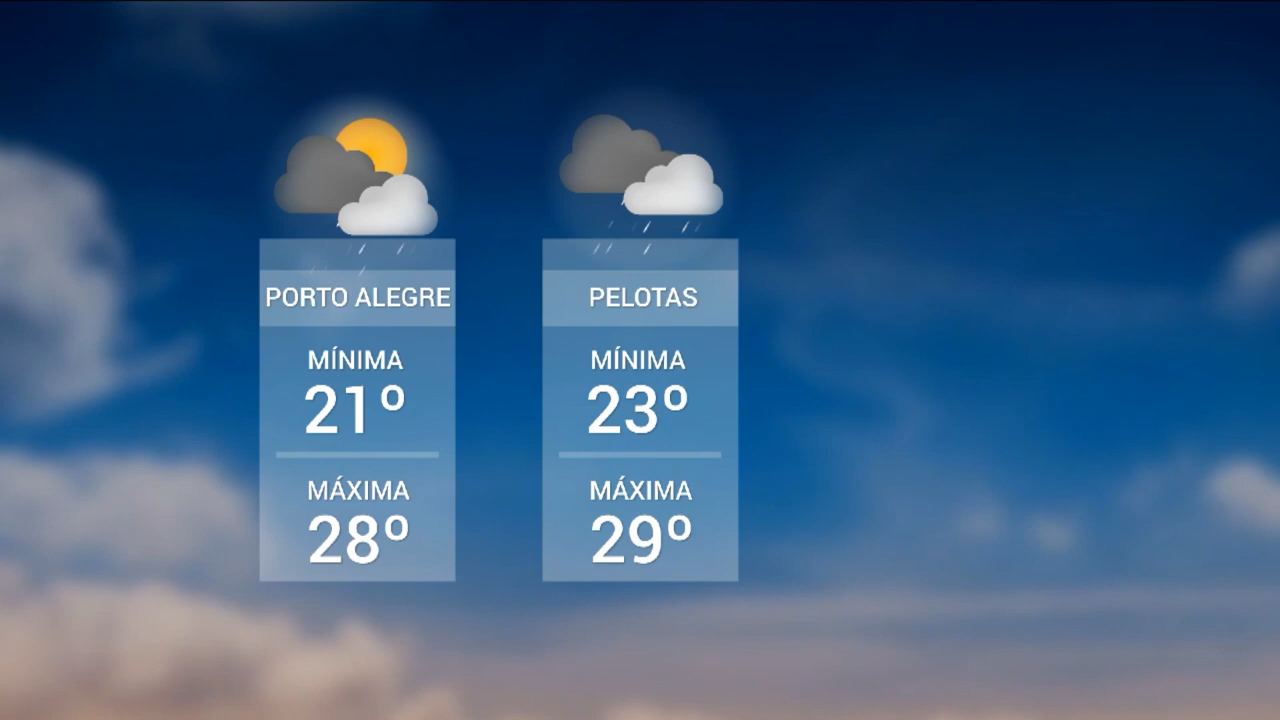 PORTO ALEGRE
MÍNIMA
21º
MÁXIMA
28º
PELOTAS
MÍNIMA
23º
MÁXIMA
29º